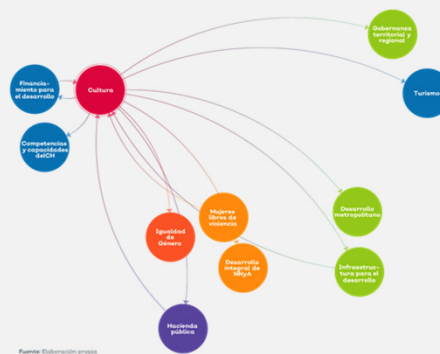 Gobernanza
territorial y
regional
Financia-
miento para
el desarrollo
Cultura
Turismo
Competencias
y capacidades
delCH
Desarrollo
metropolitano
Mujeres
libres de
violencia
Igualdad
de
Género
Desarrollo
integral de
NNyA
Infraestruc-
tura para el
desarrollo
Hacienda
pública
Fuente: Elaboración propia